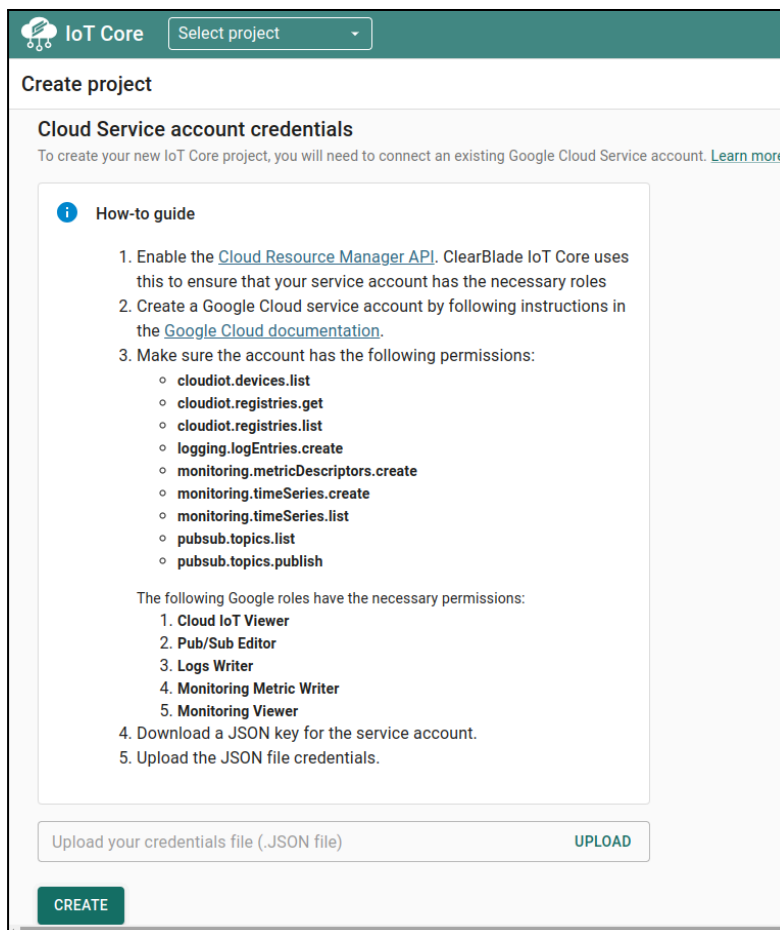 IoT Core
Select project
Create project
Cloud Service account credentials
To create your new IoT Core project, you will need to connect an existing Google Cloud Service account. Learn more
How-to guide
1. Enable the Cloud Resource Manager API. ClearBlade IoT Core uses
this to ensure that your service account has the necessary roles
2. Create a Google Cloud service account by following instructions in
the Google Cloud documentation.
3. Make sure the account has the following permissions:
cloudiot.devices.list
cloudiot.registries.get
cloudiot.registries.list
logging.logEntries.create
monitoring.metricDescriptors.create
monitoring.timeSeries.create
monitoring.timeSeries.list
pubsub.topics.list
pubsub.topics.publish
The following Google roles have the necessary permissions:
1. Cloud IoT Viewer
2. Pub/Sub Editor
3. Logs Writer
4. Monitoring Metric Writer
5. Monitoring Viewer
4. Download a JSON key for the service account.
5. Upload the JSON file credentials.
Upload your credentials file (.JSON file) UPLOAD
CREATE